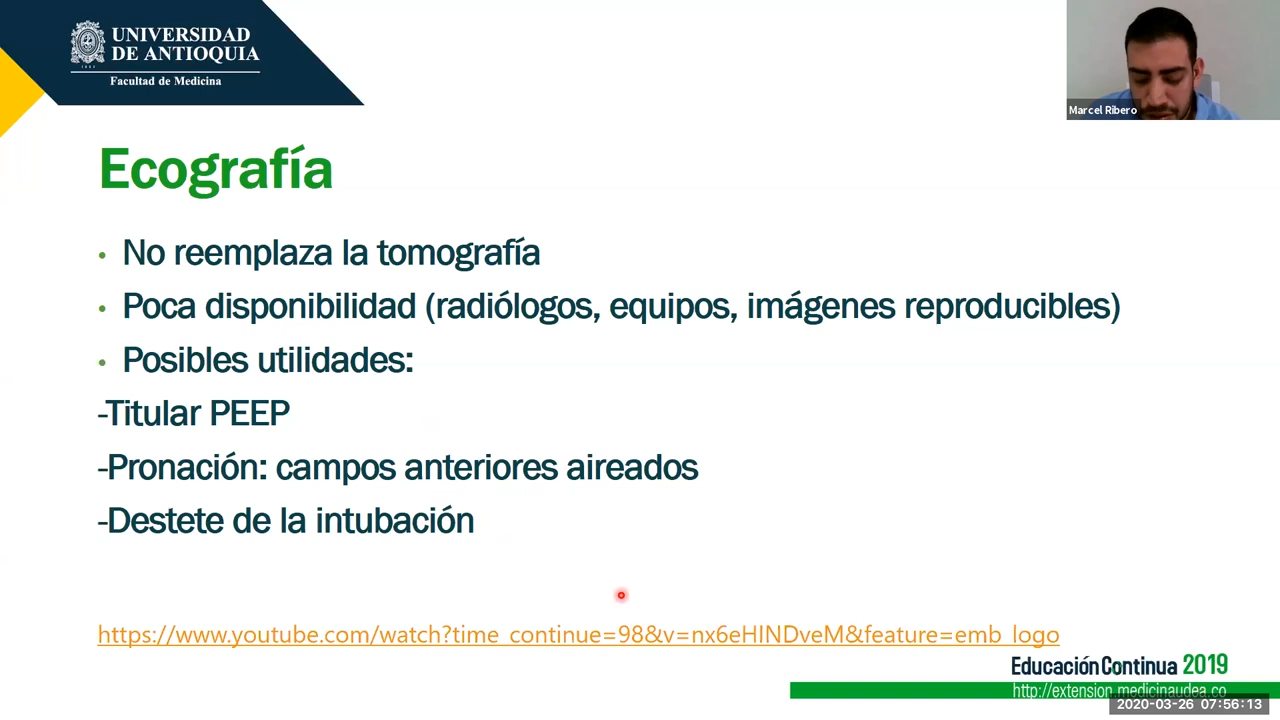 UNIVERSIDAD
DE ANTIOQUIA
1803
Facultad de Medicina
Marcel Ribero
Ecografía
• No reemplaza la tomografía
• Poca disponibilidad (radiólogos, equipos, imágenes reproducibles)
• Posibles utilidades:
-Titular PEEP
-Pronación: campos anteriores aireados
-Destete de la intubación
https://www.youtube.com/watch?time_continue=98&v=nx6eHINDveM&feature=emb_logo
Educación Continua 2019
http://extension.medicinaudea.co
2020-03-26 07:56:13